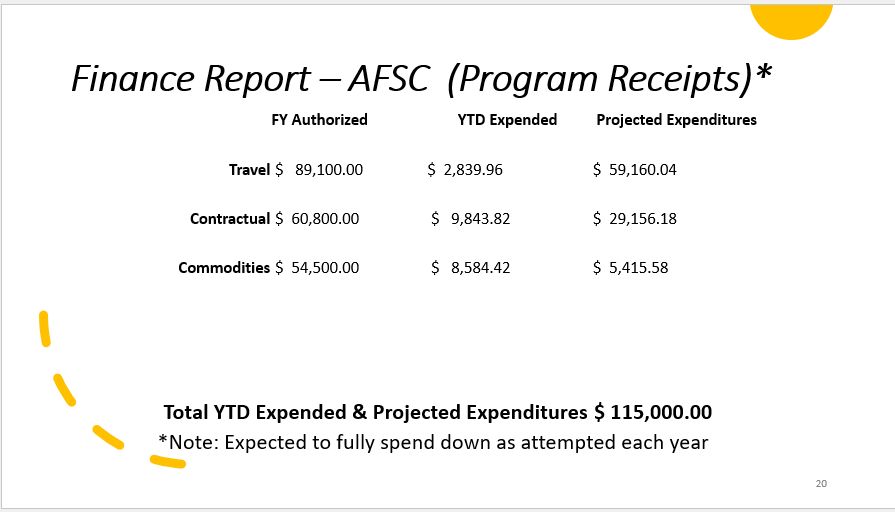 Finance Report – AFSC (Program Receipts)*
FY Authorized YTD Expended Projected Expenditures
Travel $ 89,100.00 $ 2,839.96 $ 59,160.04
Contractual $ 60,800.00 $ 9,843.82 $ 29,156.18
Commodities $ 54,500.00 $ 8,584.42 $ 5,415.58
Total YTD Expended & Projected Expenditures $ 115,000.00
*Note: Expected to fully spend down as attempted each year
20